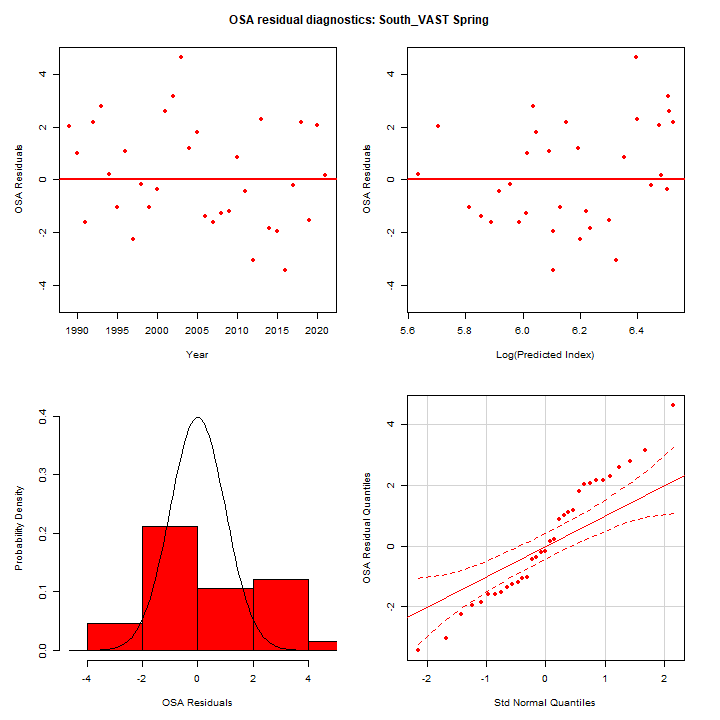 OSA residual diagnostics: South_VAST Spring
OSA Residuals
4
2
0
-2
-4
1990 1995 2000 2005 2010 2015 2020
Year
OSA Residuals
4
2
0
-2
-4
5.6 5.8 6.0 6.2 6.4
Log(Predicted Index)
Probability Density
0.4
0.3
0.2
0.1
0.0
-4 -2 0 2 4
OSA Residuals
OSA Residual Quantiles
4
2
0
-2
-2 -1 0 1 2
Std Normal Quantiles